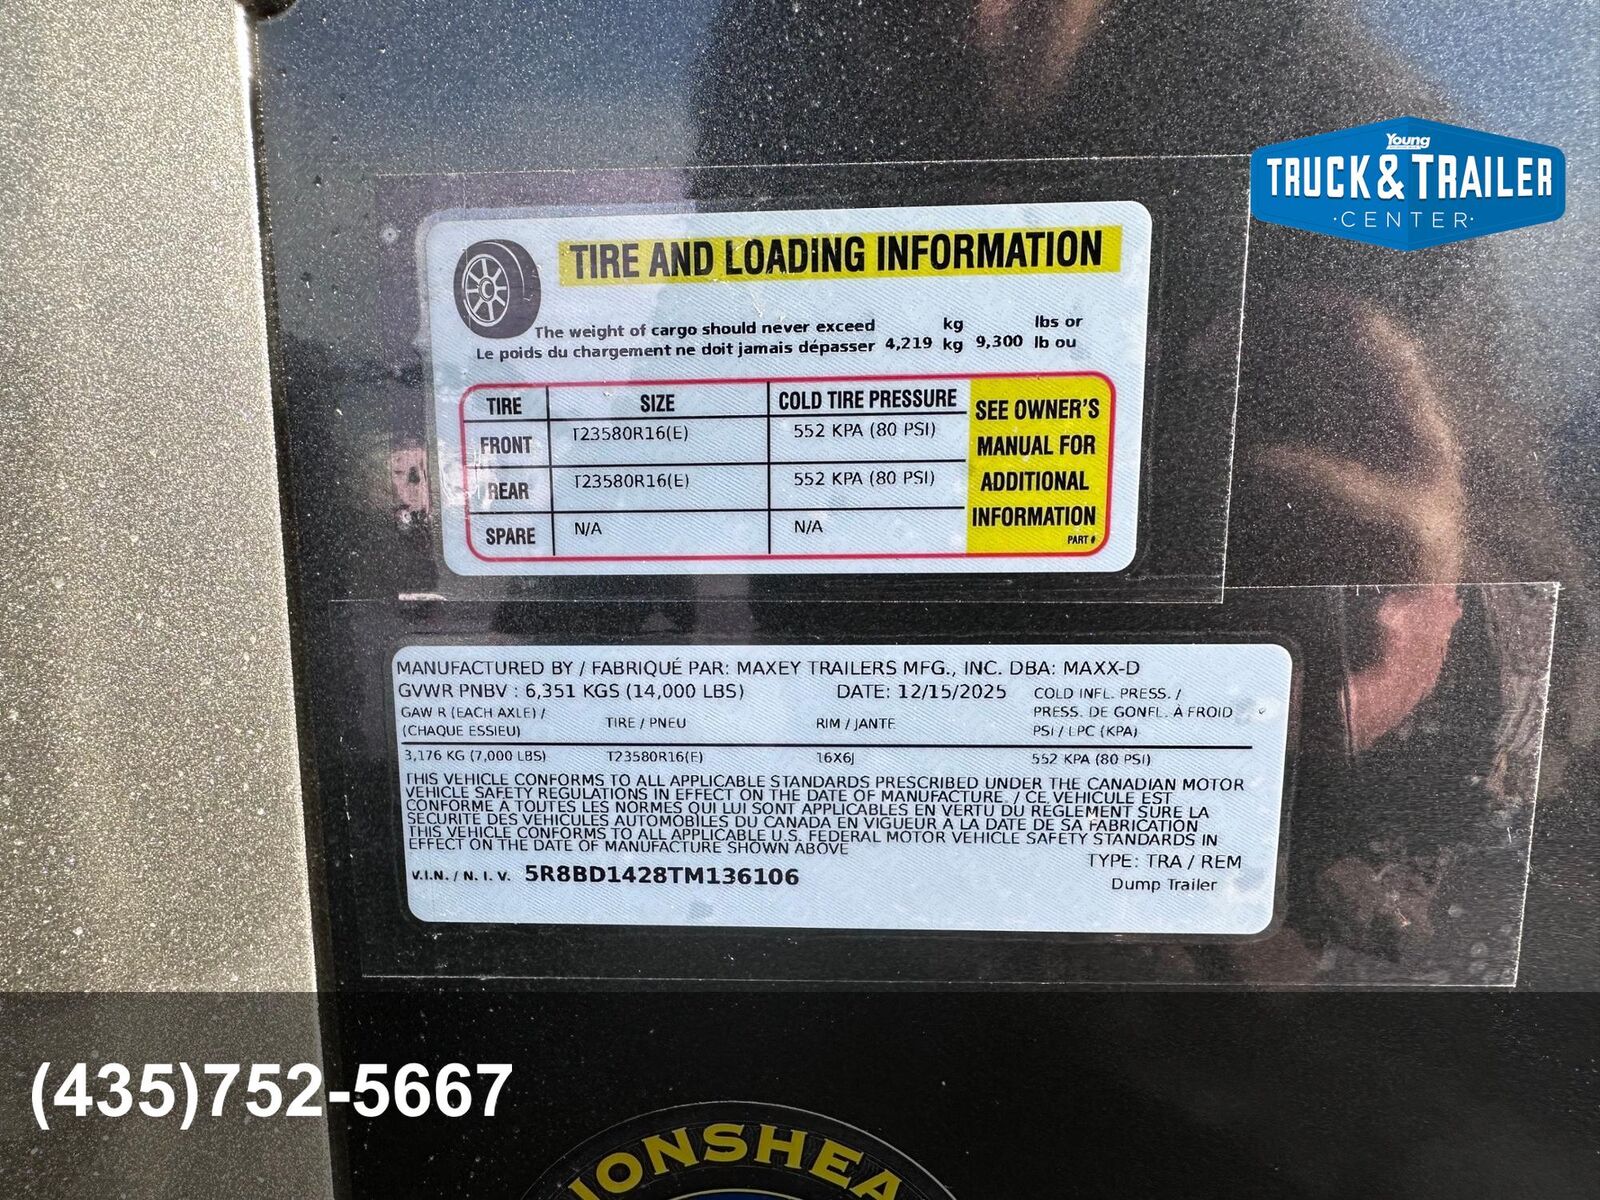 Young
TRUCK & TRAILER
·CENTER·
TIRE AND LOADING INFORMATION
The weight of cargo should never exceed kg lbs or
Le poids du chargement ne doit jamais dépasser 4,219 kg 9,300 lb ou
TIRE SIZE COLD TIRE PRESSURE
FRONT T23580R16(E) 552 KPA (80 PSI)
REAR T23580R16(E) 552 KPA (80 PSI)
SPARE N/A N/A
SEE OWNER'S
MANUAL FOR
ADDITIONAL
INFORMATION
PART #
MANUFACTURED BY / FABRIQUÉ PAR: MAXEY TRAILERS MFG., INC. DBA: MAXX-D
GVWR PNBV : 6,351 KGS (14,000 LBS) DATE: 12/15/2025 COLD INFL. PRESS. /
GAW R (EACH AXLE) / TIRE / PNEU RIM / JANTE PRESS. DE GONFL. À FROID
(CHAQUE ESSIEU) PSI / LPC (KPA)
3,176 KG (7,000 LBS) T23580R16(E) 16X6J 552 KPA (80 PSI)
THIS VEHICLE CONFORMS TO ALL APPLICABLE STANDARDS PRESCRIBED UNDER THE CANADIAN MOTOR
VEHICLE SAFETY REGULATIONS IN EFFECT ON THE DATE OF MANUFACTURE. / CE VEHICULE EST
CONFORME A TOUTES LES NORMES QUI LUI SONT APPLICABLES EN VERTU DU RÈGLEMENT SURE LA
SECURITE DES VEHICULES AUTOMOBILES DU CANADA EN VIGUEUR A LA DATE DE SA FABRICATION
THIS VEHICLE CONFORMS TO ALL APPLICABLE U.S. FEDERAL MOTOR VEHICLE SAFETY STANDARDS IN
EFFECT ON THE DATE OF MANUFACTURE SHOWN ABOVE
TYPE: TRA / REM
V.I.N. / N. I. V. 5R8BD1428TM136106 Dump Trailer
(435)752-5667
IONSHEA